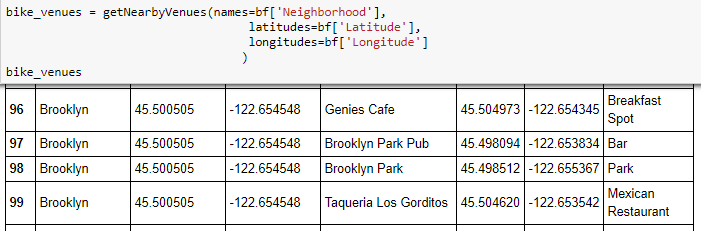 bike_venues = getNearbyVenues(names=bf['Neighborhood'],
latitudes=bf['Latitude'],
longitudes=bf['Longitude']
)
bike_venues
96 Brooklyn 45.500505 -122.654548 Genies Cafe 45.504973 -122.654345 Breakfast Spot
97 Brooklyn 45.500505 -122.654548 Brooklyn Park Pub 45.498094 -122.653834 Bar
98 Brooklyn 45.500505 -122.654548 Brooklyn Park 45.498512 -122.655367 Park
99 Brooklyn 45.500505 -122.654548 Taqueria Los Gorditos 45.504620 -122.653542 Mexican Restaurant